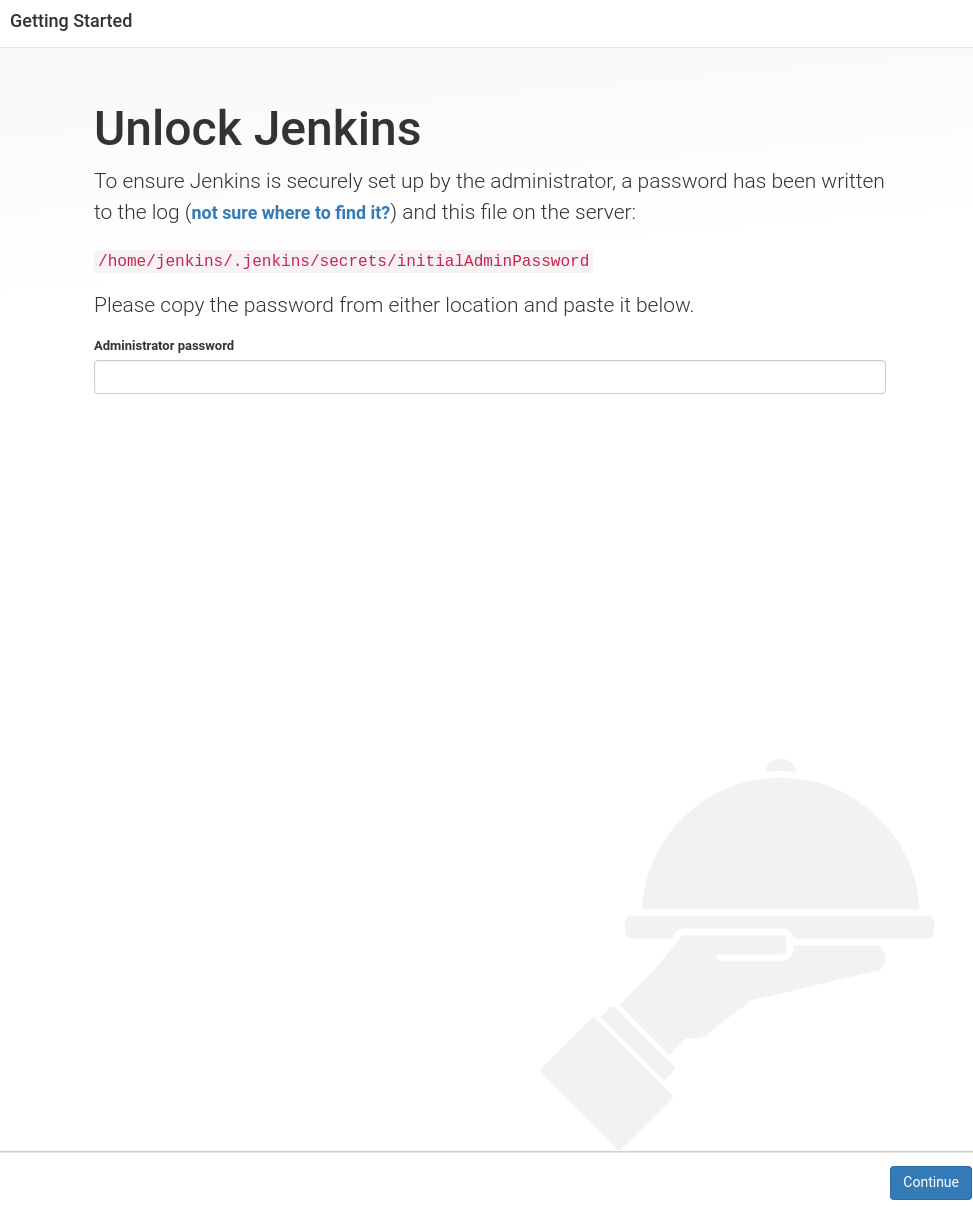 Getting Started
Unlock Jenkins
To ensure Jenkins is securely set up by the administrator, a password has been written
to the log (not sure where to find it?) and this file on the server:
/home/jenkins/.jenkins/secrets/initialAdminPassword
Please copy the password from either location and paste it below.
Administrator password
Continue